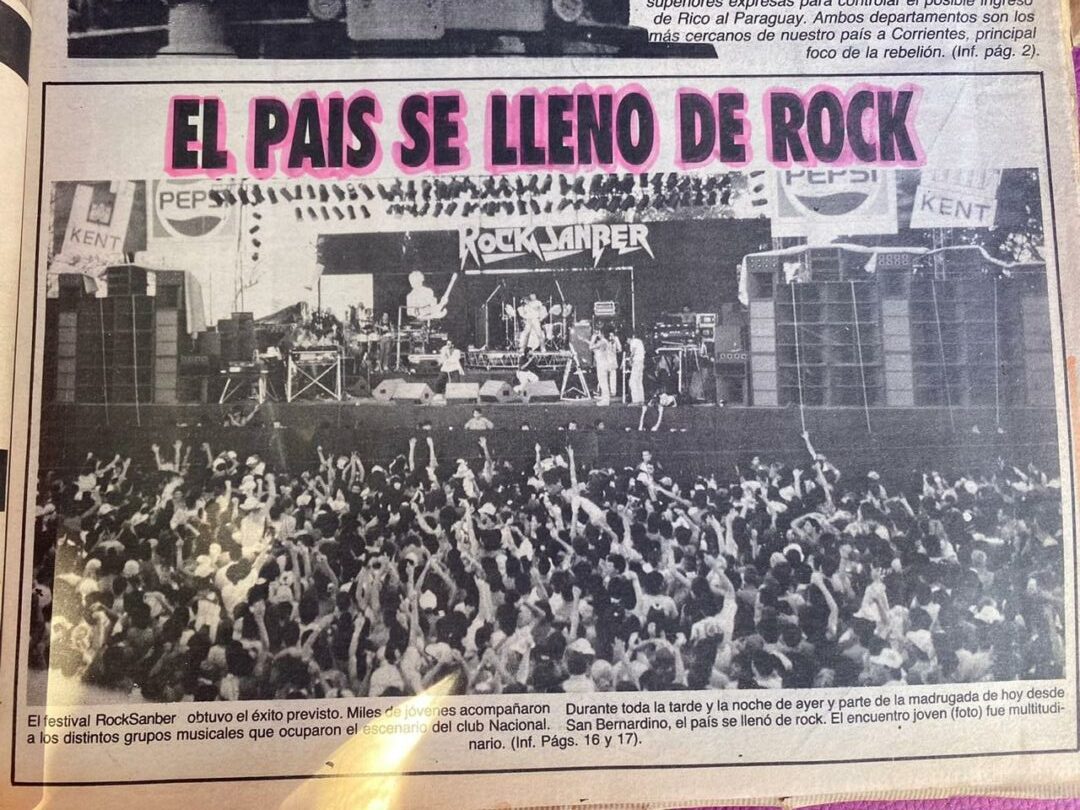 superiores expresas para controlar el posible ingreso
de Rico al Paraguay. Ambos departamentos son los
más cercanos de nuestro país a Corrientes, principal
foco de la rebelión. (Inf. pág. 2).
EL PAIS SE LLENO DE ROCK
KENT
PEPSI
PEPSI
KENT
ROCK SANBER
El festival RockSanber obtuvo el éxito previsto. Miles de jóvenes acompañaron
a los distintos grupos musicales que ocuparon el escenario del club Nacional.
Durante toda la tarde y la noche de ayer y parte de la madrugada de hoy desde
San Bernardino, el país se llenó de rock. El encuentro joven (foto) fue multitudi-
nario. (Inf. Págs. 16 y 17).